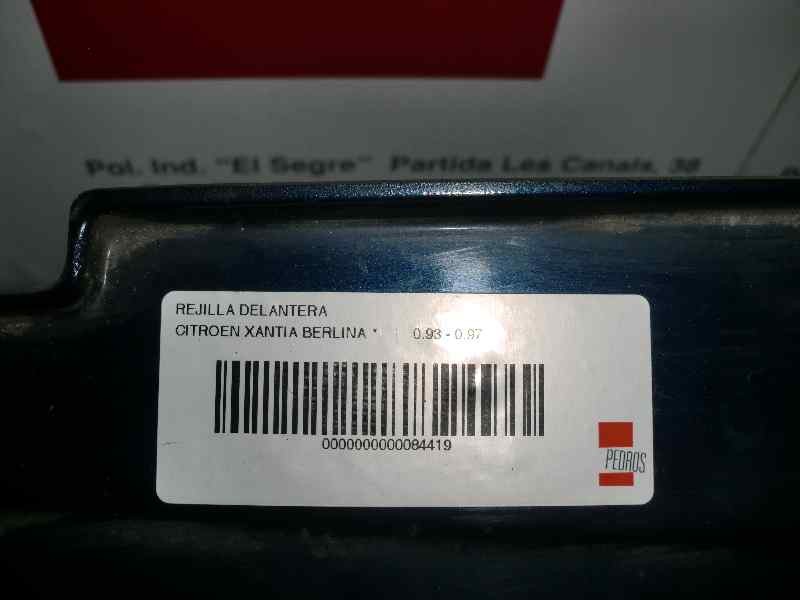 Pol. Ind. "El Segre" Partida Les Canals, 38
REJILLA DELANTERA
CITROEN XANTIA BERLINA * | 0.93 - 0.97
0000000000084419
PEDROS